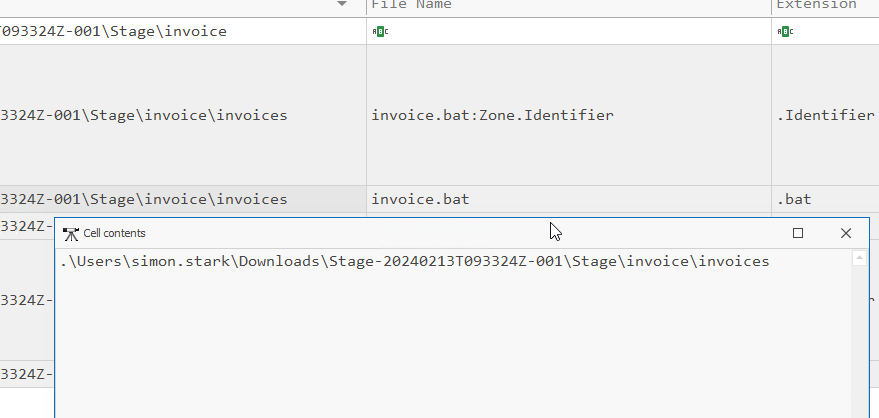 File Name
Extension
T093324Z-001\Stage\invoice
ABC
ABC
3324Z-001\Stage\invoice\invoices
invoice.bat:Zone.Identifier
.Identifier
3324Z-001\Stage\invoice\invoices
invoice.bat
.bat
3324Z-
Cell contents
.\Users\simon.stark\Downloads\Stage-20240213T093324Z-001\Stage\invoice\invoices
3324Z-
3324Z-